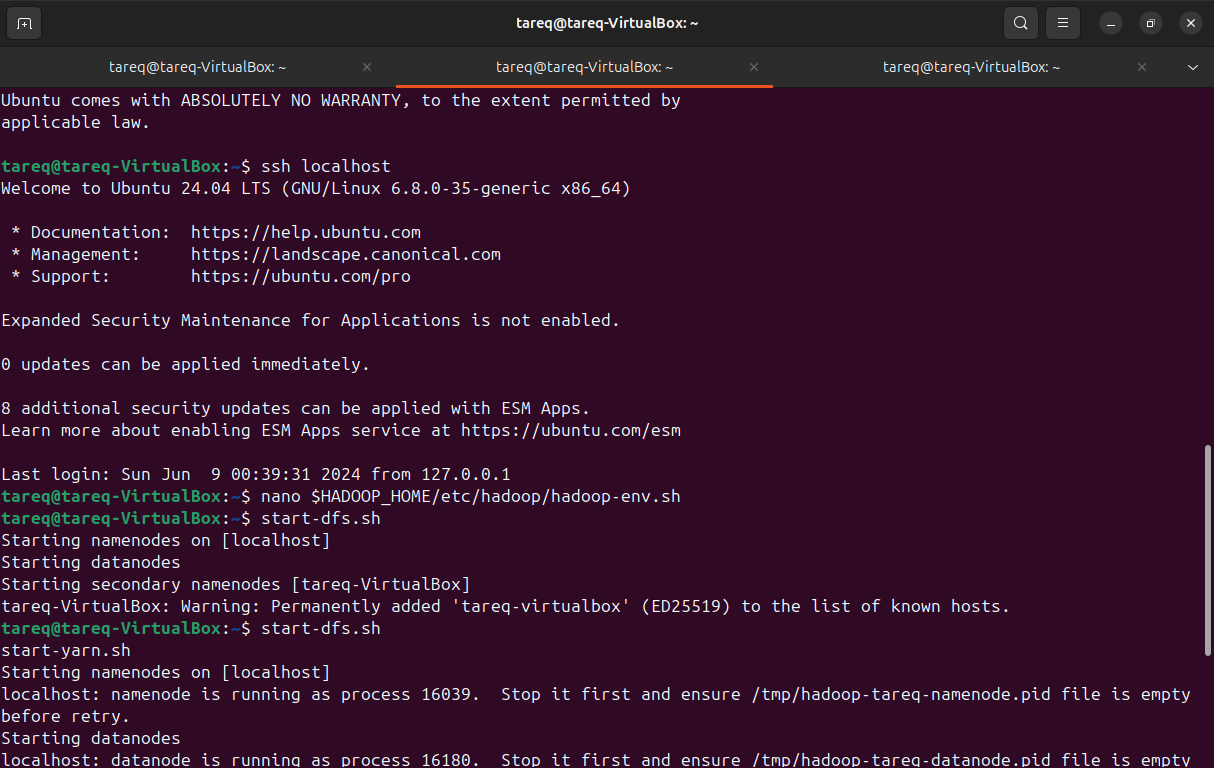 tareq@tareq-VirtualBox: ~
tareq@tareq-VirtualBox: ~
tareq@tareq-VirtualBox: ~
tareq@tareq-VirtualBox: ~
Ubuntu comes with ABSOLUTELY NO WARRANTY, to the extent permitted by
applicable law.
tareq@tareq-VirtualBox:~$ ssh localhost
Welcome to Ubuntu 24.04 LTS (GNU/Linux 6.8.0-35-generic x86_64)
* Documentation:  https://help.ubuntu.com
* Management:     https://landscape.canonical.com
* Support:        https://ubuntu.com/pro
Expanded Security Maintenance for Applications is not enabled.
0 updates can be applied immediately.
8 additional security updates can be applied with ESM Apps.
Learn more about enabling ESM Apps service at https://ubuntu.com/esm
Last login: Sun Jun  9 00:39:31 2024 from 127.0.0.1
tareq@tareq-VirtualBox:~$ nano $HADOOP_HOME/etc/hadoop/hadoop-env.sh
tareq@tareq-VirtualBox:~$ start-dfs.sh
Starting namenodes on [localhost]
Starting datanodes
Starting secondary namenodes [tareq-VirtualBox]
tareq-VirtualBox: Warning: Permanently added 'tareq-virtualbox' (ED25519) to the list of known hosts.
tareq@tareq-VirtualBox:~$ start-dfs.sh
start-yarn.sh
Starting namenodes on [localhost]
localhost: namenode is running as process 16039.  Stop it first and ensure /tmp/hadoop-tareq-namenode.pid file is empty
before retry.
Starting datanodes
localhost: datanode is running as process 16180.  Stop it first and ensure /tmp/hadoop-tareq-datanode.pid file is empty